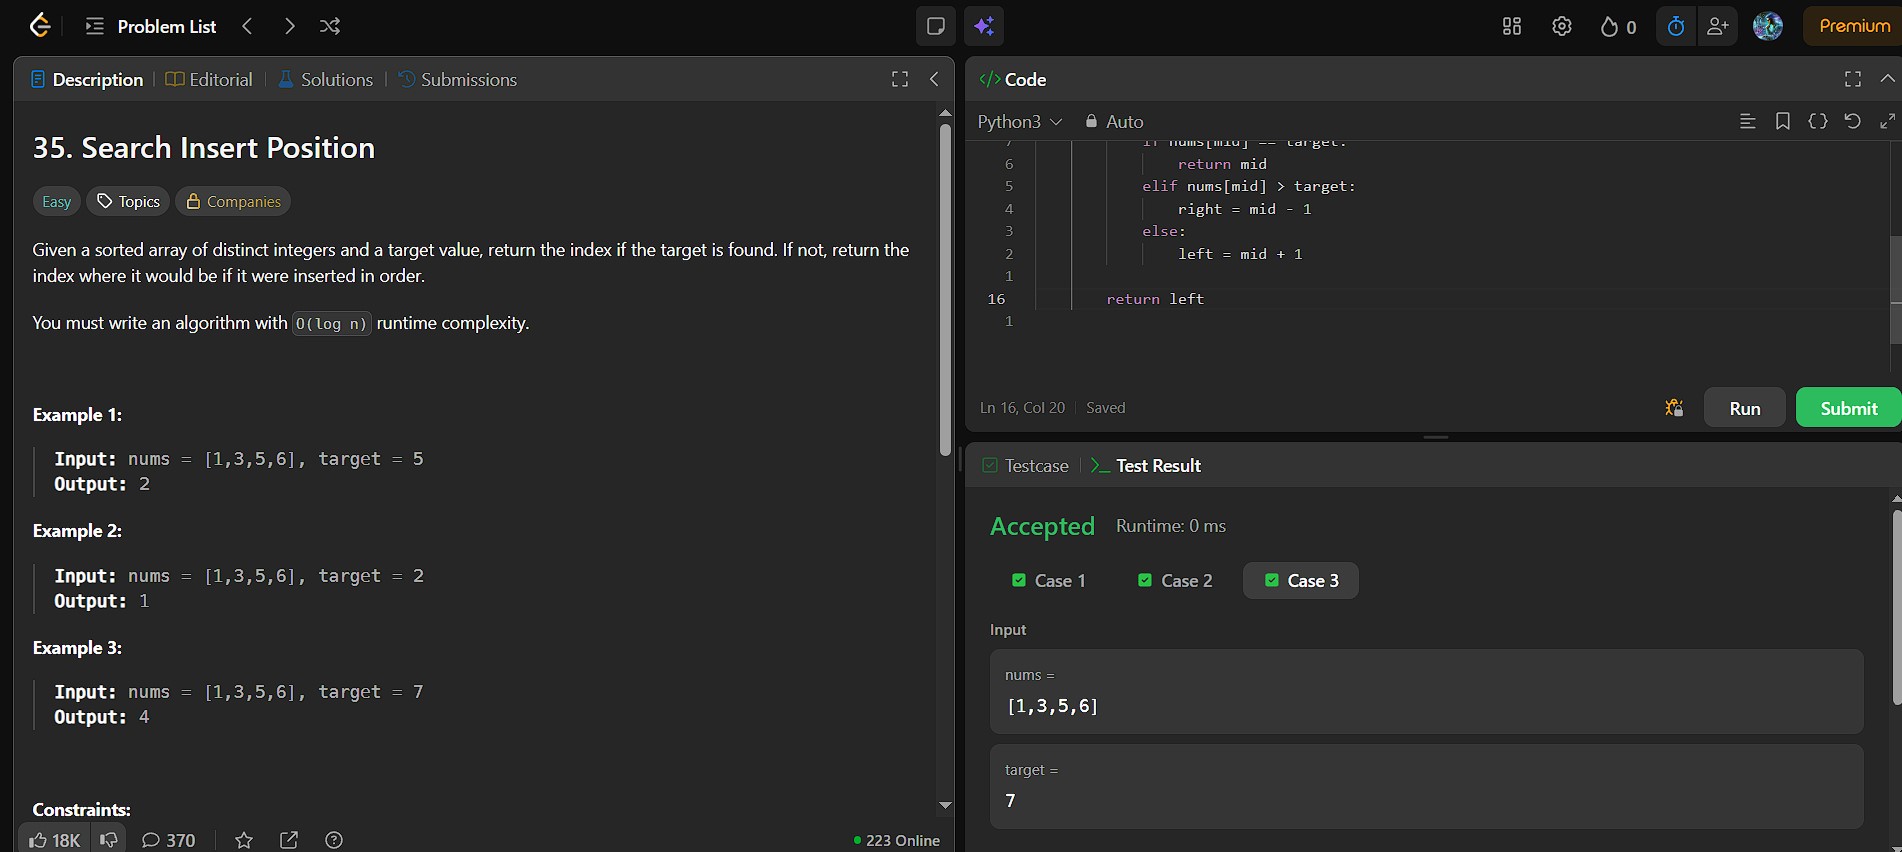 Problem List
0
Premium
Description
Editorial
Solutions
Submissions
35. Search Insert Position
Easy
Topics
Companies
Given a sorted array of distinct integers and a target value, return the index if the target is found. If not, return the
index where it would be if it were inserted in order.
You must write an algorithm with O(log n) runtime complexity.
Example 1:
Input: nums = [1,3,5,6], target = 5
Output: 2
Example 2:
Input: nums = [1,3,5,6], target = 2
Output: 1
Example 3:
Input: nums = [1,3,5,6], target = 7
Output: 4
Constraints:
18K
370
223 Online
</> Code
Python3
Auto
7 if nums[mid] == target:
6 return mid
5 elif nums[mid] > target:
4 right = mid - 1
3 else:
2 left = mid + 1
1
16 return left
1
Ln 16, Col 20
Saved
Run
Submit
Testcase
Test Result
Accepted
Runtime: 0 ms
Case 1
Case 2
Case 3
Input
nums =
[1,3,5,6]
target =
7